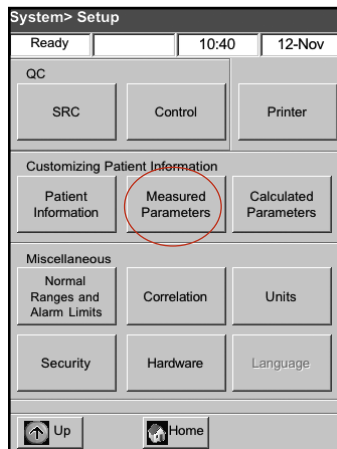 System> Setup
Ready 10:40 12-Nov
QC
SRC Control Printer
Customizing Patient Information
Patient
Information
Measured
Parameters
Calculated
Parameters
Miscellaneous
Normal
Ranges and
Alarm Limits
Correlation
Units
Security Hardware Language
Up Home